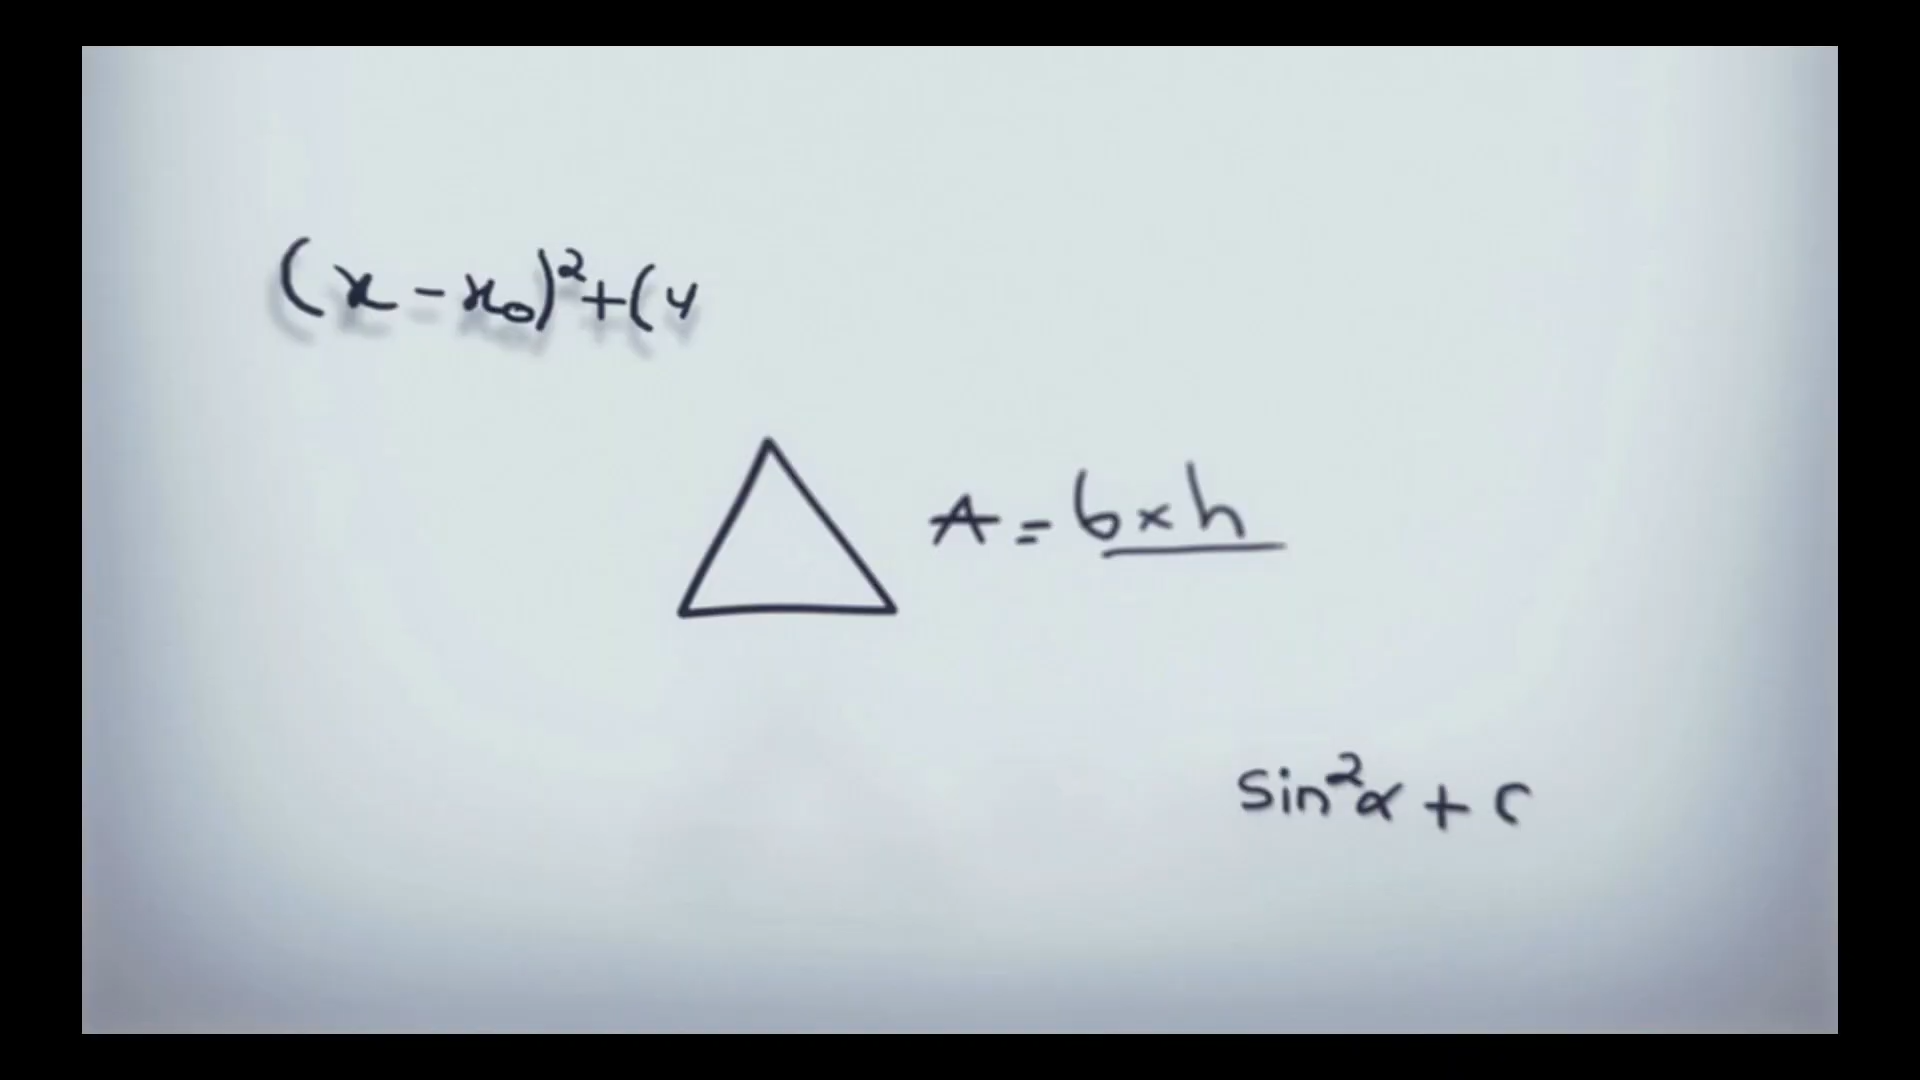 (x - x₀)² + (y
A = b × h
sin²α + c